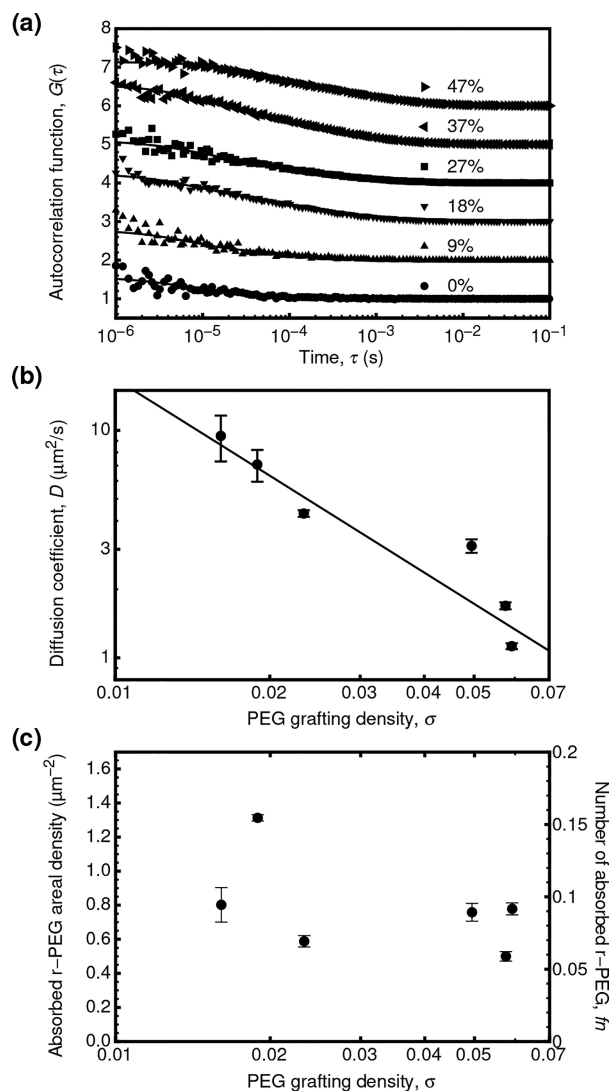 (a)
Autocorrelation function, G(τ)
8
7
6
5
4
3
2
1
47%
37%
27%
18%
9%
0%
10⁻⁶ 10⁻⁵ 10⁻⁴ 10⁻³ 10⁻² 10⁻¹
Time, τ (s)
(b)
Diffusion coefficient, D (μm²/s)
10
3
1
0.01 0.02 0.03 0.04 0.05 0.07
PEG grafting density, σ
(c)
Absorbed r−PEG areal density (μm⁻²)
1.6
1.4
1.2
1.0
0.8
0.6
0.4
0.2
0.0
0.2
0.15
0.1
0.05
0
Number of absorbed r−PEG, fn
0.01 0.02 0.03 0.04 0.05 0.07
PEG grafting density, σ